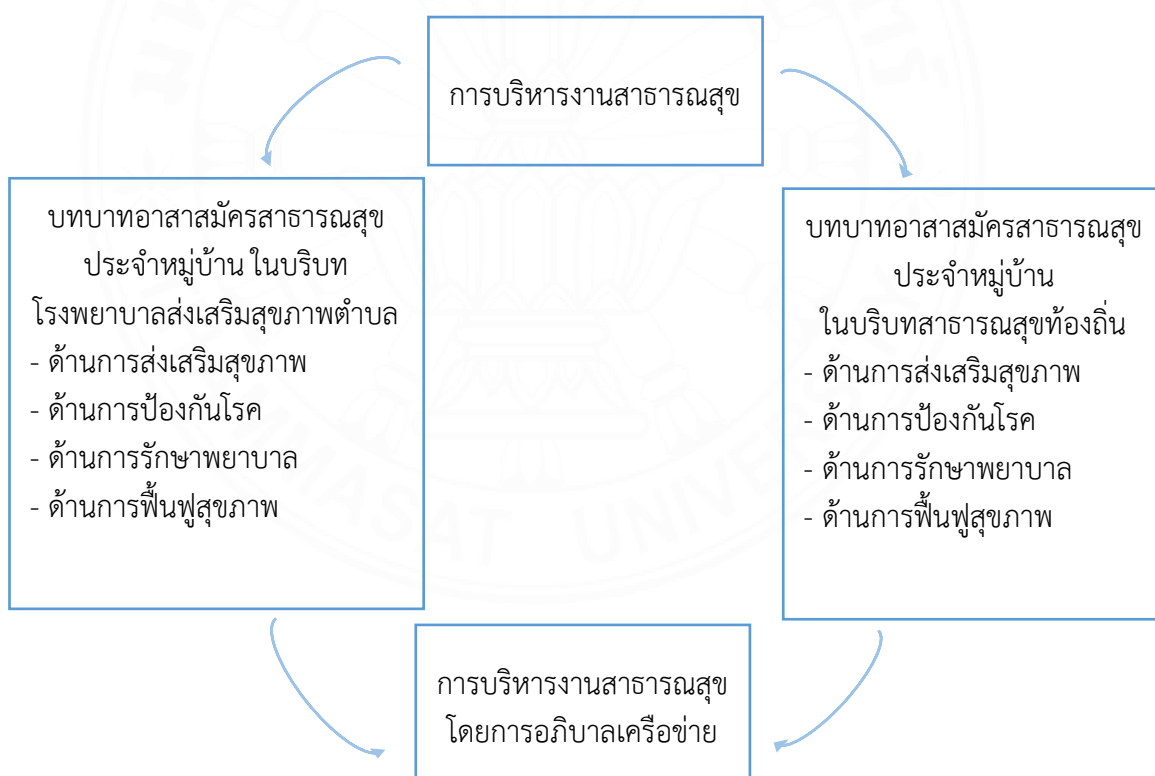 การบริหารงานสาธารณสุข
บทบาทอาสาสมัครสาธารณสุข
ประจำหมู่บ้าน ในบริบท
โรงพยาบาลส่งเสริมสุขภาพตำบล
- ด้านการส่งเสริมสุขภาพ
- ด้านการป้องกันโรค
- ด้านการรักษาพยาบาล
- ด้านการฟื้นฟูสุขภาพ
บทบาทอาสาสมัครสาธารณสุข
ประจำหมู่บ้าน
ในบริบทสาธารณสุขท้องถิ่น
- ด้านการส่งเสริมสุขภาพ
- ด้านการป้องกันโรค
- ด้านการรักษาพยาบาล
- ด้านการฟื้นฟูสุขภาพ
การบริหารงานสาธารณสุข
โดยการอภิบาลเครือข่าย